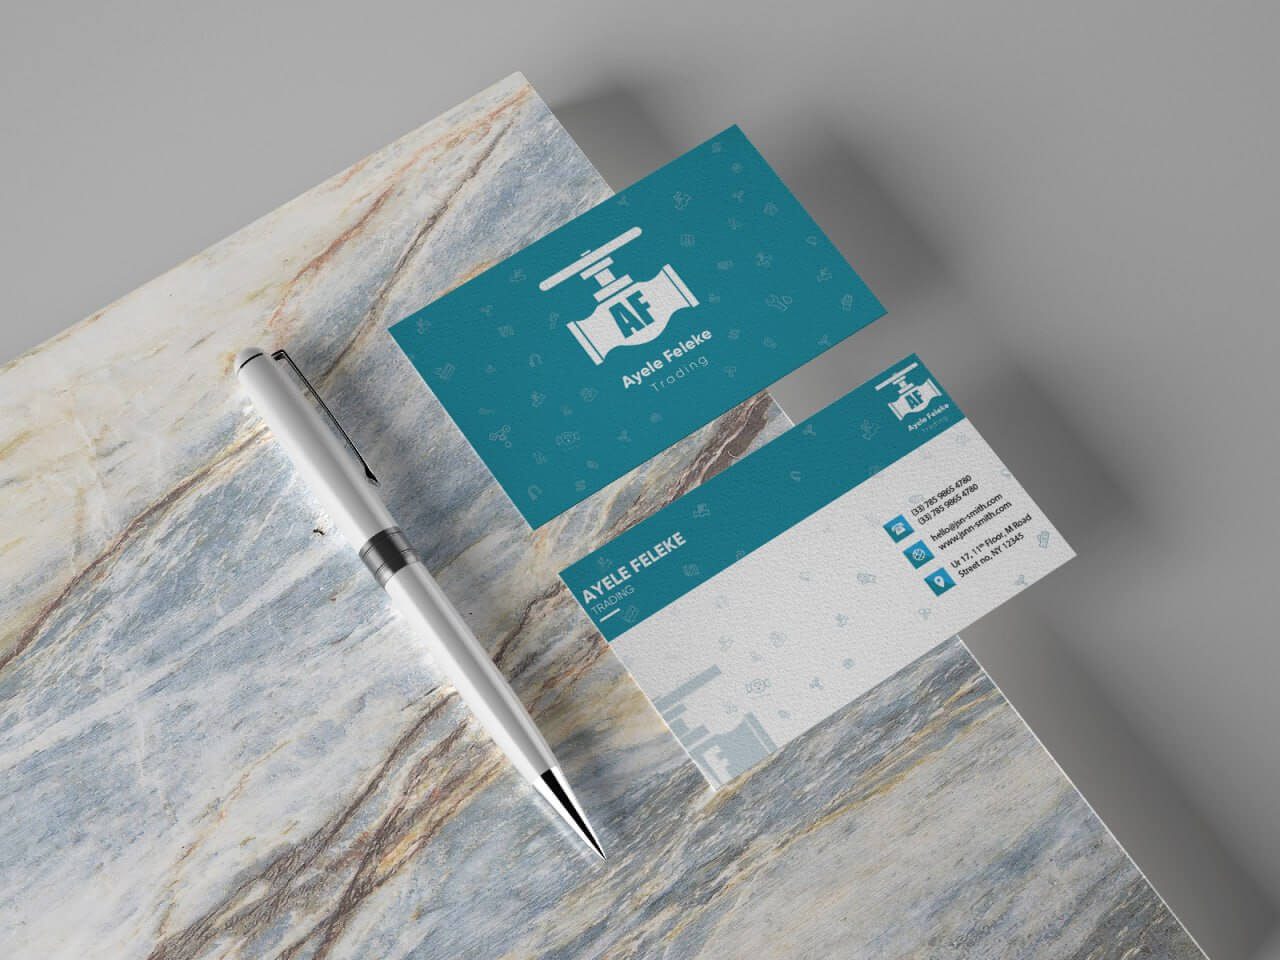 AF
Ayele Feleke
Trading
AF
Ayele Feleke
Trading
AYELE FELEKE
TRADING
(33) 785 9865 4780
(33) 785 9865 4780
hello@jsn-smith.com
www.jsnn-smith.com
Ur 17, 11th Floor, M Road
Street no, NY 12345
AF